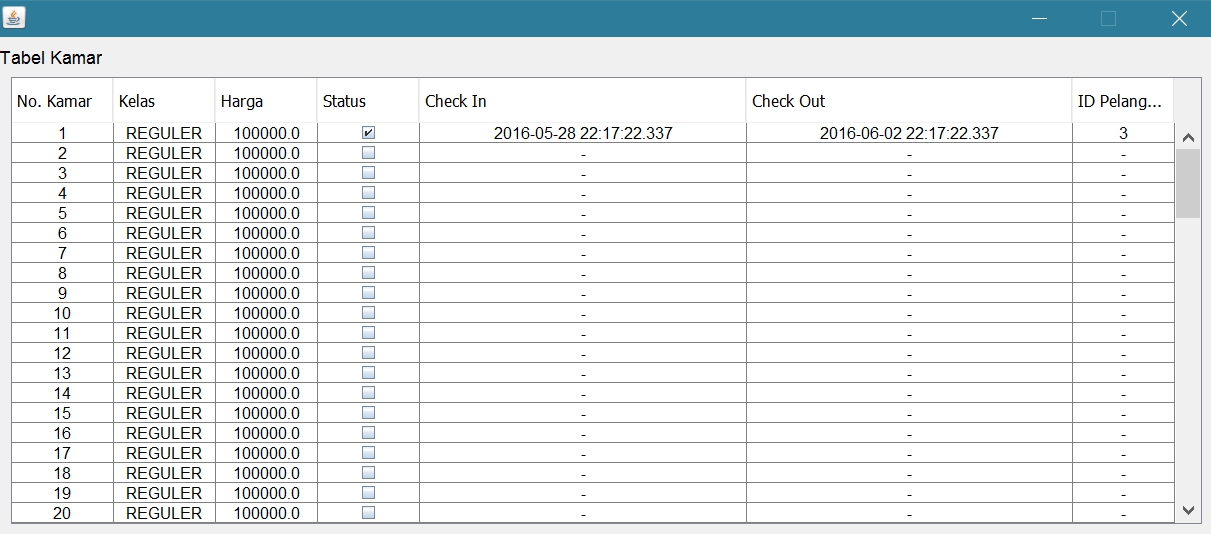 Tabel Kamar
No. Kamar Kelas Harga Status Check In Check Out ID Pelang...
1 REGULER 100000.0 2016-05-28 22:17:22.337 2016-06-02 22:17:22.337 3
2 REGULER 100000.0 - - -
3 REGULER 100000.0 - - -
4 REGULER 100000.0 - - -
5 REGULER 100000.0 - - -
6 REGULER 100000.0 - - -
7 REGULER 100000.0 - - -
8 REGULER 100000.0 - - -
9 REGULER 100000.0 - - -
10 REGULER 100000.0 - - -
11 REGULER 100000.0 - - -
12 REGULER 100000.0 - - -
13 REGULER 100000.0 - - -
14 REGULER 100000.0 - - -
15 REGULER 100000.0 - - -
16 REGULER 100000.0 - - -
17 REGULER 100000.0 - - -
18 REGULER 100000.0 - - -
19 REGULER 100000.0 - - -
20 REGULER 100000.0 - - -